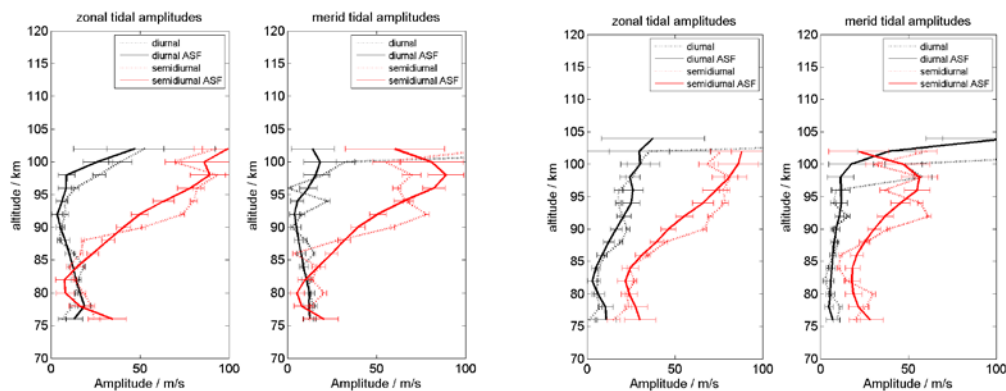 zonal tidal amplitudes
merid tidal amplitudes
zonal tidal amplitudes
merid tidal amplitudes
diurnal
diurnal ASF
semidiurnal
semidiurnal ASF
diurnal
diurnal ASF
semidiurnal
semidiurnal ASF
diurnal
diurnal ASF
semidiurnal
semidiurnal ASF
diurnal
diurnal ASF
semidiurnal
semidiurnal ASF
altitude / km
120
115
110
105
100
95
90
85
80
75
70
0
50
100
Amplitude / m/s
altitude / km
120
115
110
105
100
95
90
85
80
75
70
0
50
100
Amplitude / m/s
altitude / km
120
115
110
105
100
95
90
85
80
75
70
0
50
100
Amplitude / m/s
altitude / km
120
115
110
105
100
95
90
85
80
75
70
0
50
100
Amplitude / m/s